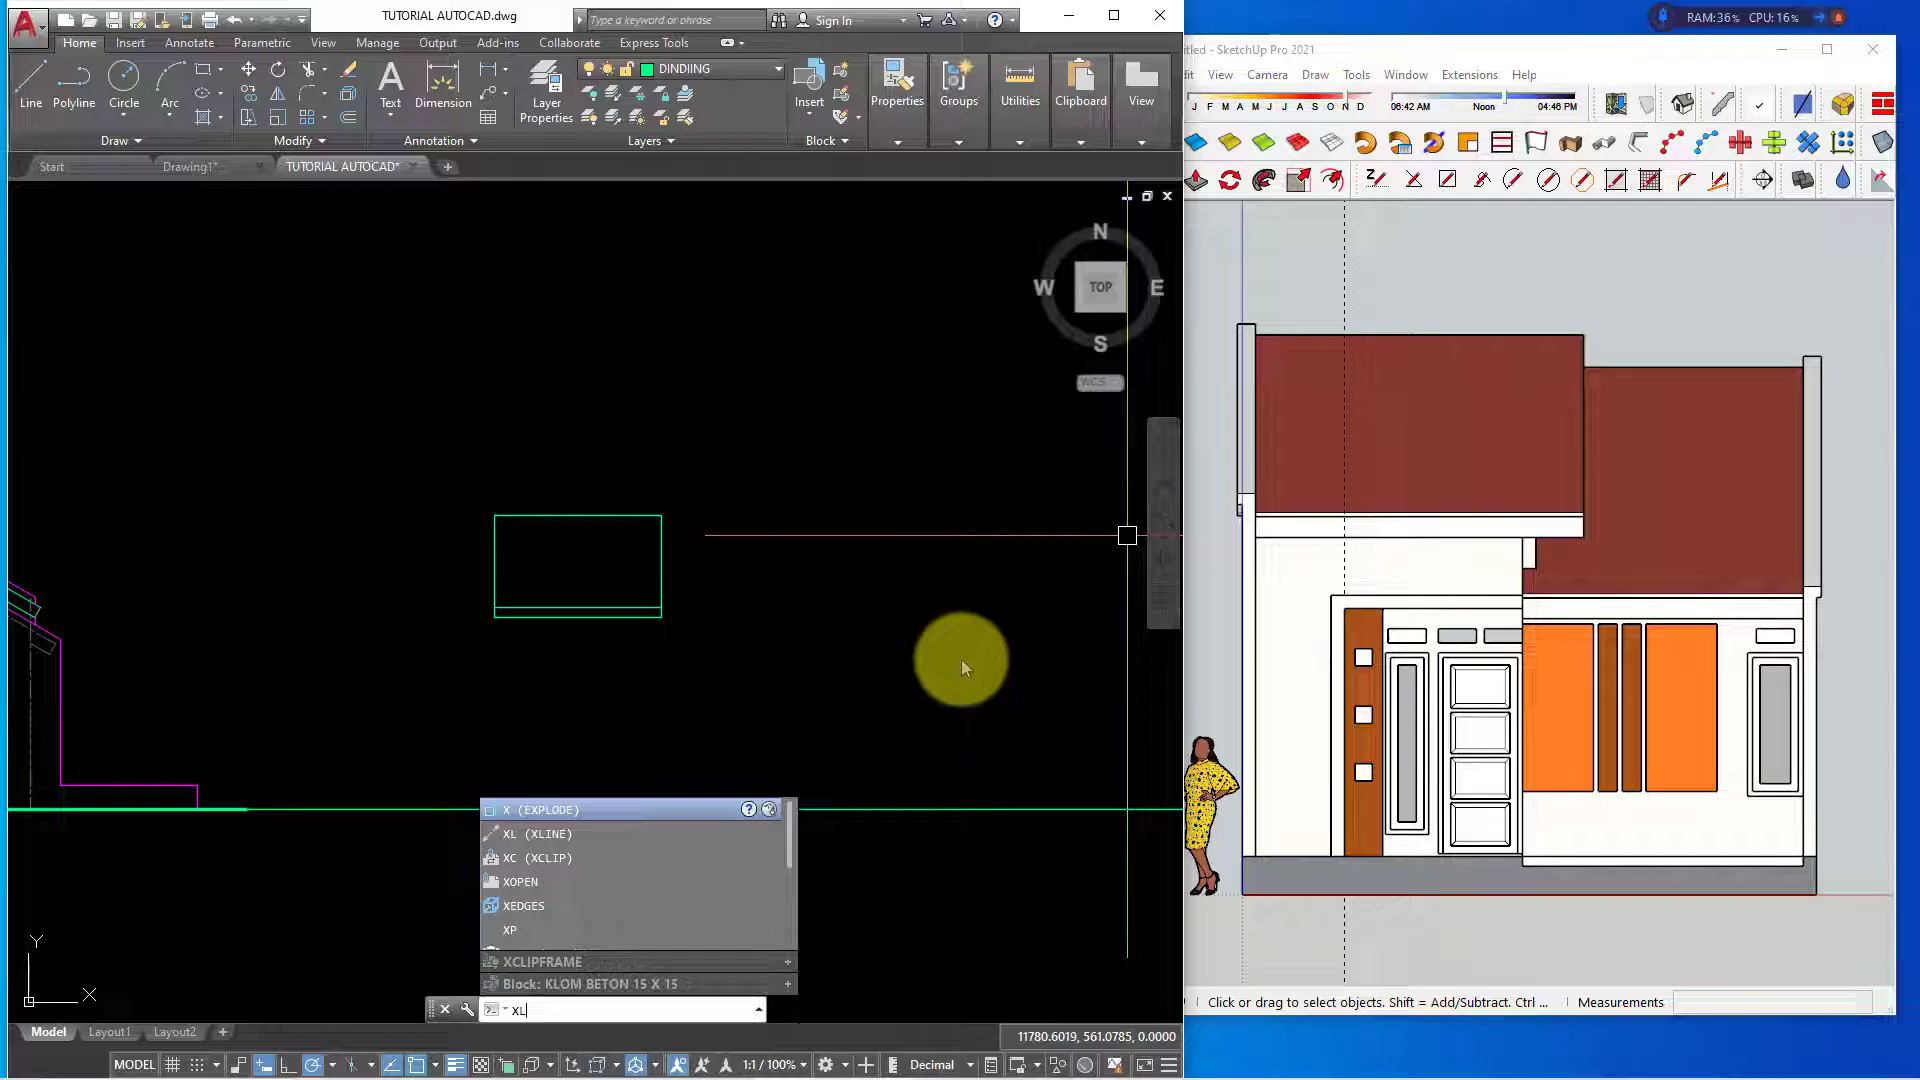 TUTORIAL AUTOCAD.dwg
Type a keyword or phrase
Sign In
RAM:36% CPU: 16%
Home Insert Annotate Parametric View Manage Output Add-ins Collaborate Express Tools
DINDIING
Line Polyline Circle Arc Text Dimension Layer Properties Insert Properties Groups Utilities Clipboard View
Draw Modify Annotation Layers Block
Start Drawing1* TUTORIAL AUTOCAD*
N
W TOP E
S
WCS
Y
X
X (EXPLODE)
XL (XLINE)
XC (XCLIP)
XOPEN
XEDGES
XP
XCLIPFRAME
Block: KLOM BETON 15 X 15
XL
Model Layout1 Layout2
11780.6019, 561.0785, 0.0000
MODEL 1:1 / 100% Decimal
titled - SketchUp Pro 2021
dit View Camera Draw Tools Window Extensions Help
J F M A M J J A S O N D 06:42 AM Noon 04:46 PM
Click or drag to select objects. Shift = Add/Subtract. Ctrl ... Measurements